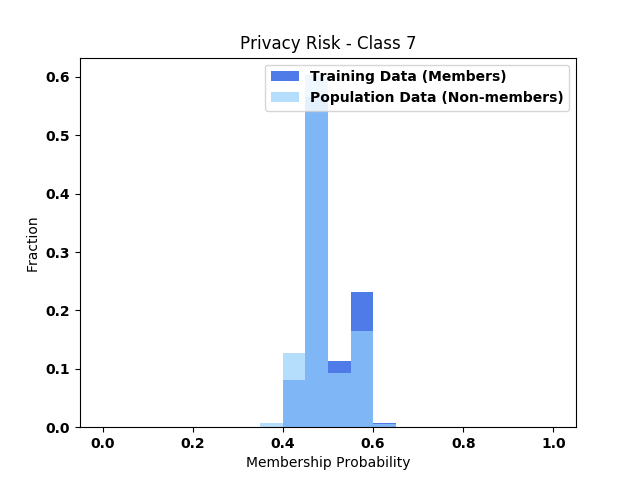 Privacy Risk - Class 7
Training Data (Members)
Population Data (Non-members)
0.6
0.5
0.4
0.3
0.2
0.1
0.0
Fraction
0.0 0.2 0.4 0.6 0.8 1.0
Membership Probability